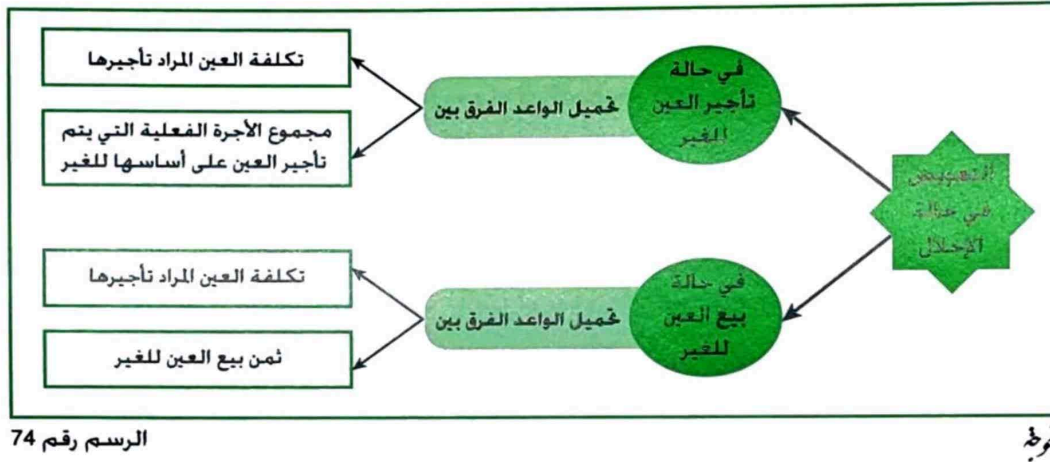 التعويض
في حالة
الإخلال
في حالة
تأجير العين
للغير
تحميل الواعد الفرق بين
تكلفة العين المراد تأجيرها
مجموع الأجرة الفعلية التي يتم
تأجير العين على أساسها للغير
في حالة
بيع العين
للغير
تحميل الواعد الفرق بين
تكلفة العين المراد تأجيرها
ثمن بيع العين للغير
الرسم رقم 74